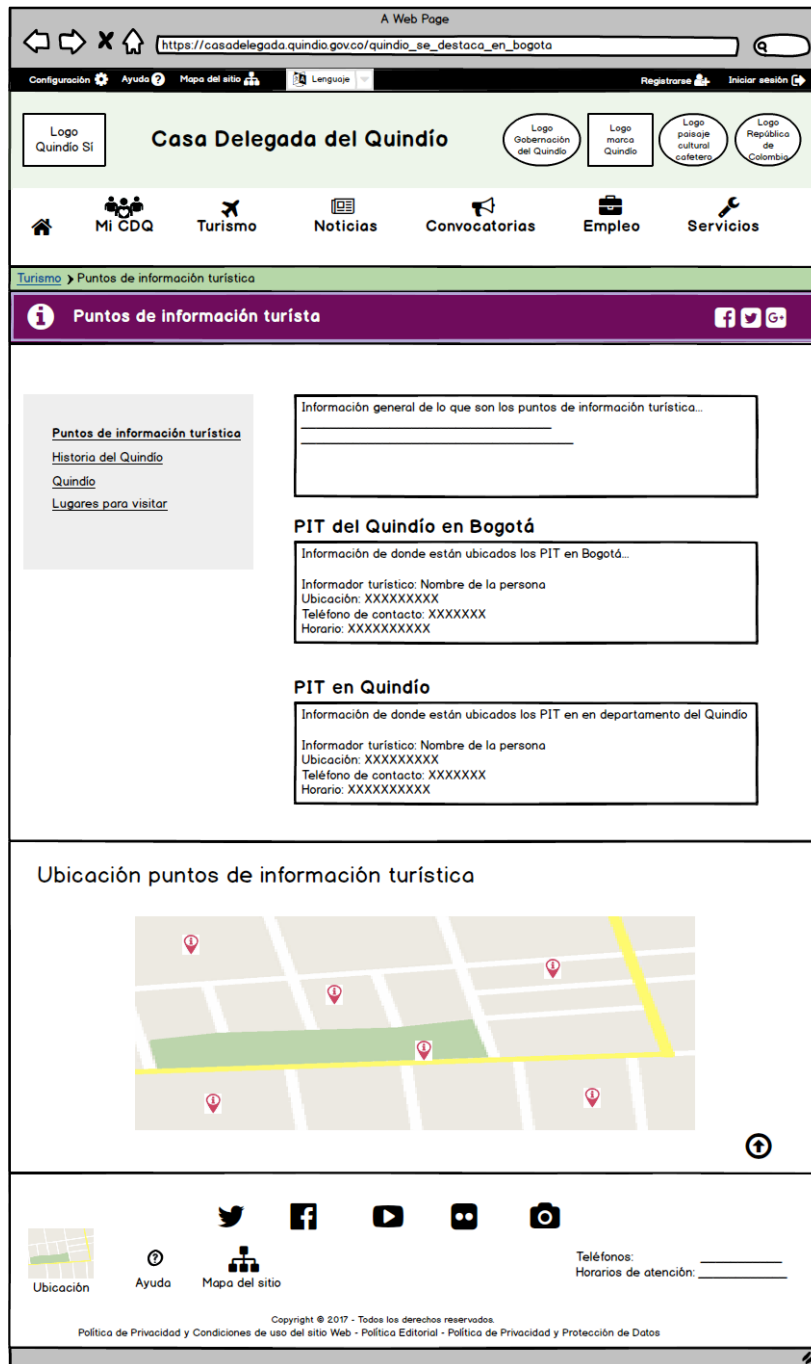 A Web Page
https://casadelegada.quindio.gov.co/quindio_se_destaca_en_bogota
Configuración Ayuda Mapa del sitio Lenguaje Registrarse Iniciar sesión
Logo
Quindío Sí
Casa Delegada del Quindío
Logo
Gobernación
del Quindío
Logo
marca
Quindío
Logo
paisaje
cultural
cafetero
Logo
República
de
Colombia
Mi CDQ Turismo Noticias Convocatorias Empleo Servicios
Turismo > Puntos de información turística
Puntos de información turísta
Puntos de información turística
Historia del Quindío
Quindío
Lugares para visitar
Información general de lo que son los puntos de información turística...
PIT del Quindío en Bogotá
Información de donde están ubicados los PIT en Bogotá...
Informador turístico: Nombre de la persona
Ubicación: XXXXXXXXX
Teléfono de contacto: XXXXXXX
Horario: XXXXXXXXXX
PIT en Quindío
Información de donde están ubicados los PIT en en departamento del Quindío
Informador turístico: Nombre de la persona
Ubicación: XXXXXXXXX
Teléfono de contacto: XXXXXXX
Horario: XXXXXXXXXX
Ubicación puntos de información turística
Ubicación
Ayuda
Mapa del sitio
Teléfonos: ____________
Horarios de atención: ____________
Copyright © 2017 - Todos los derechos reservados.
Política de Privacidad y Condiciones de uso del sitio Web - Política Editorial - Política de Privacidad y Protección de Datos